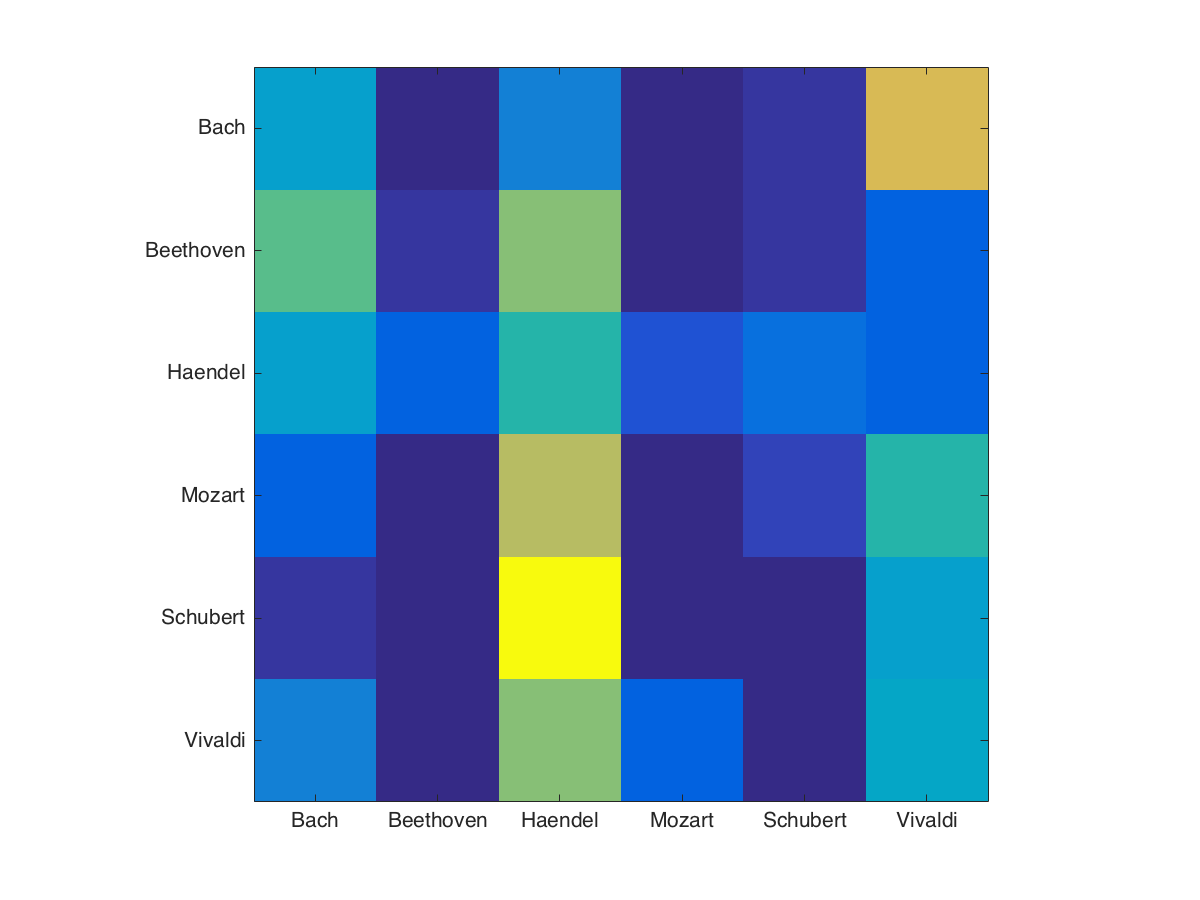 Bach
Beethoven
Haendel
Mozart
Schubert
Vivaldi
Bach Beethoven Haendel Mozart Schubert Vivaldi